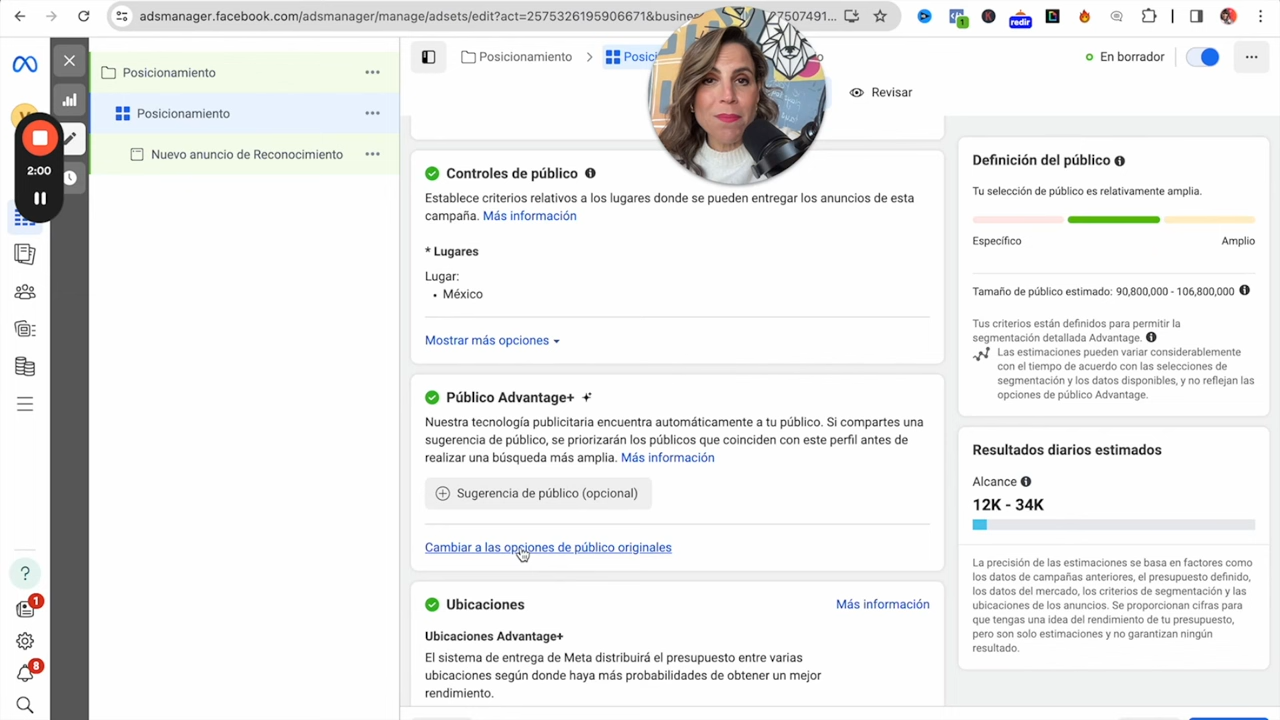 adsmanager.facebook.com/adsmanager/manage/adsets/edit?act=2575326195906671&busines
27507491...
1
redir
Posicionamiento
Posicionamiento
Nuevo anuncio de Reconocimiento
2:00
1
8
Posicionamiento
Posici
En borrador
Revisar
Controles de público
Establece criterios relativos a los lugares donde se pueden entregar los anuncios de esta
campaña. Más información
* Lugares
Lugar:
• México
Mostrar más opciones
Público Advantage+
Nuestra tecnología publicitaria encuentra automáticamente a tu público. Si compartes una
sugerencia de público, se priorizarán los públicos que coinciden con este perfil antes de
realizar una búsqueda más amplia. Más información
Sugerencia de público (opcional)
Cambiar a las opciones de público originales
Ubicaciones
Más información
Ubicaciones Advantage+
El sistema de entrega de Meta distribuirá el presupuesto entre varias
ubicaciones según donde haya más probabilidades de obtener un mejor
rendimiento.
Definición del público
Tu selección de público es relativamente amplia.
Específico
Amplio
Tamaño de público estimado: 90,800,000 - 106,800,000
Tus criterios están definidos para permitir la
segmentación detallada Advantage.
Las estimaciones pueden variar considerablemente
con el tiempo de acuerdo con las selecciones de
segmentación y los datos disponibles, y no reflejan las
opciones de público Advantage.
Resultados diarios estimados
Alcance
12K - 34K
La precisión de las estimaciones se basa en factores como
los datos de campañas anteriores, el presupuesto definido,
los datos del mercado, los criterios de segmentación y las
ubicaciones de los anuncios. Se proporcionan cifras para
que tengas una idea del rendimiento de tu presupuesto,
pero son solo estimaciones y no garantizan ningún
resultado.